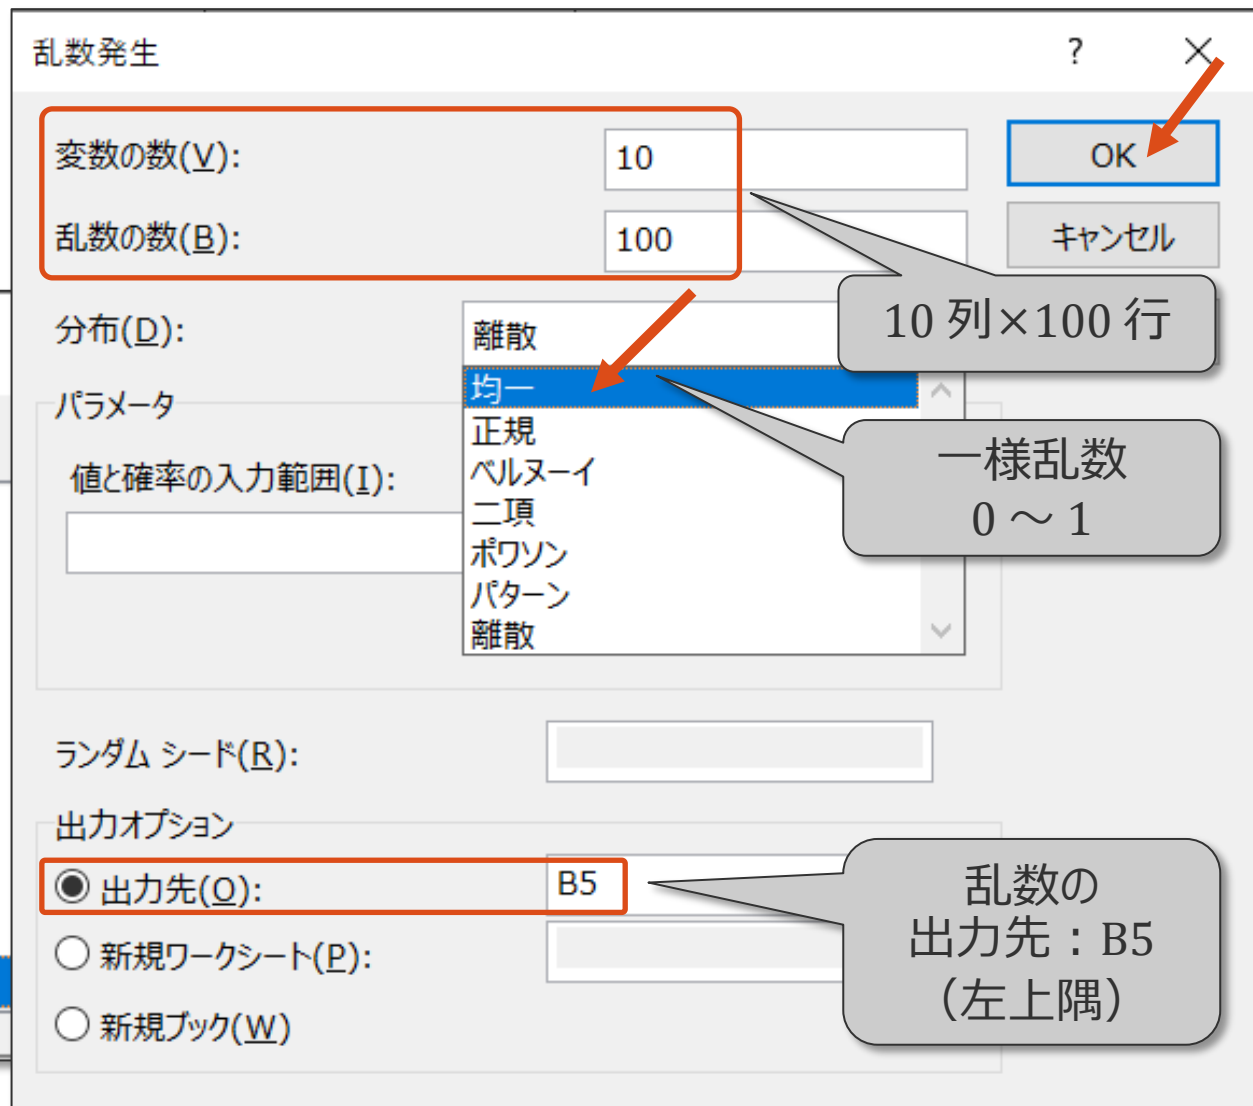 乱数発生
?
変数の数(V):
10
OK
乱数の数(B):
100
キャンセル
10 列×100 行
分布(D):
離散
均一
正規
ベルヌーイ
二項
ポワソン
パターン
離散
一様乱数
0 ～ 1
パラメータ
値と確率の入力範囲(I):
ランダム シード(R):
出力オプション
出力先(O):
B5
乱数の
出力先：B5
（左上隅）
新規ワークシート(P):
新規ブック(W)